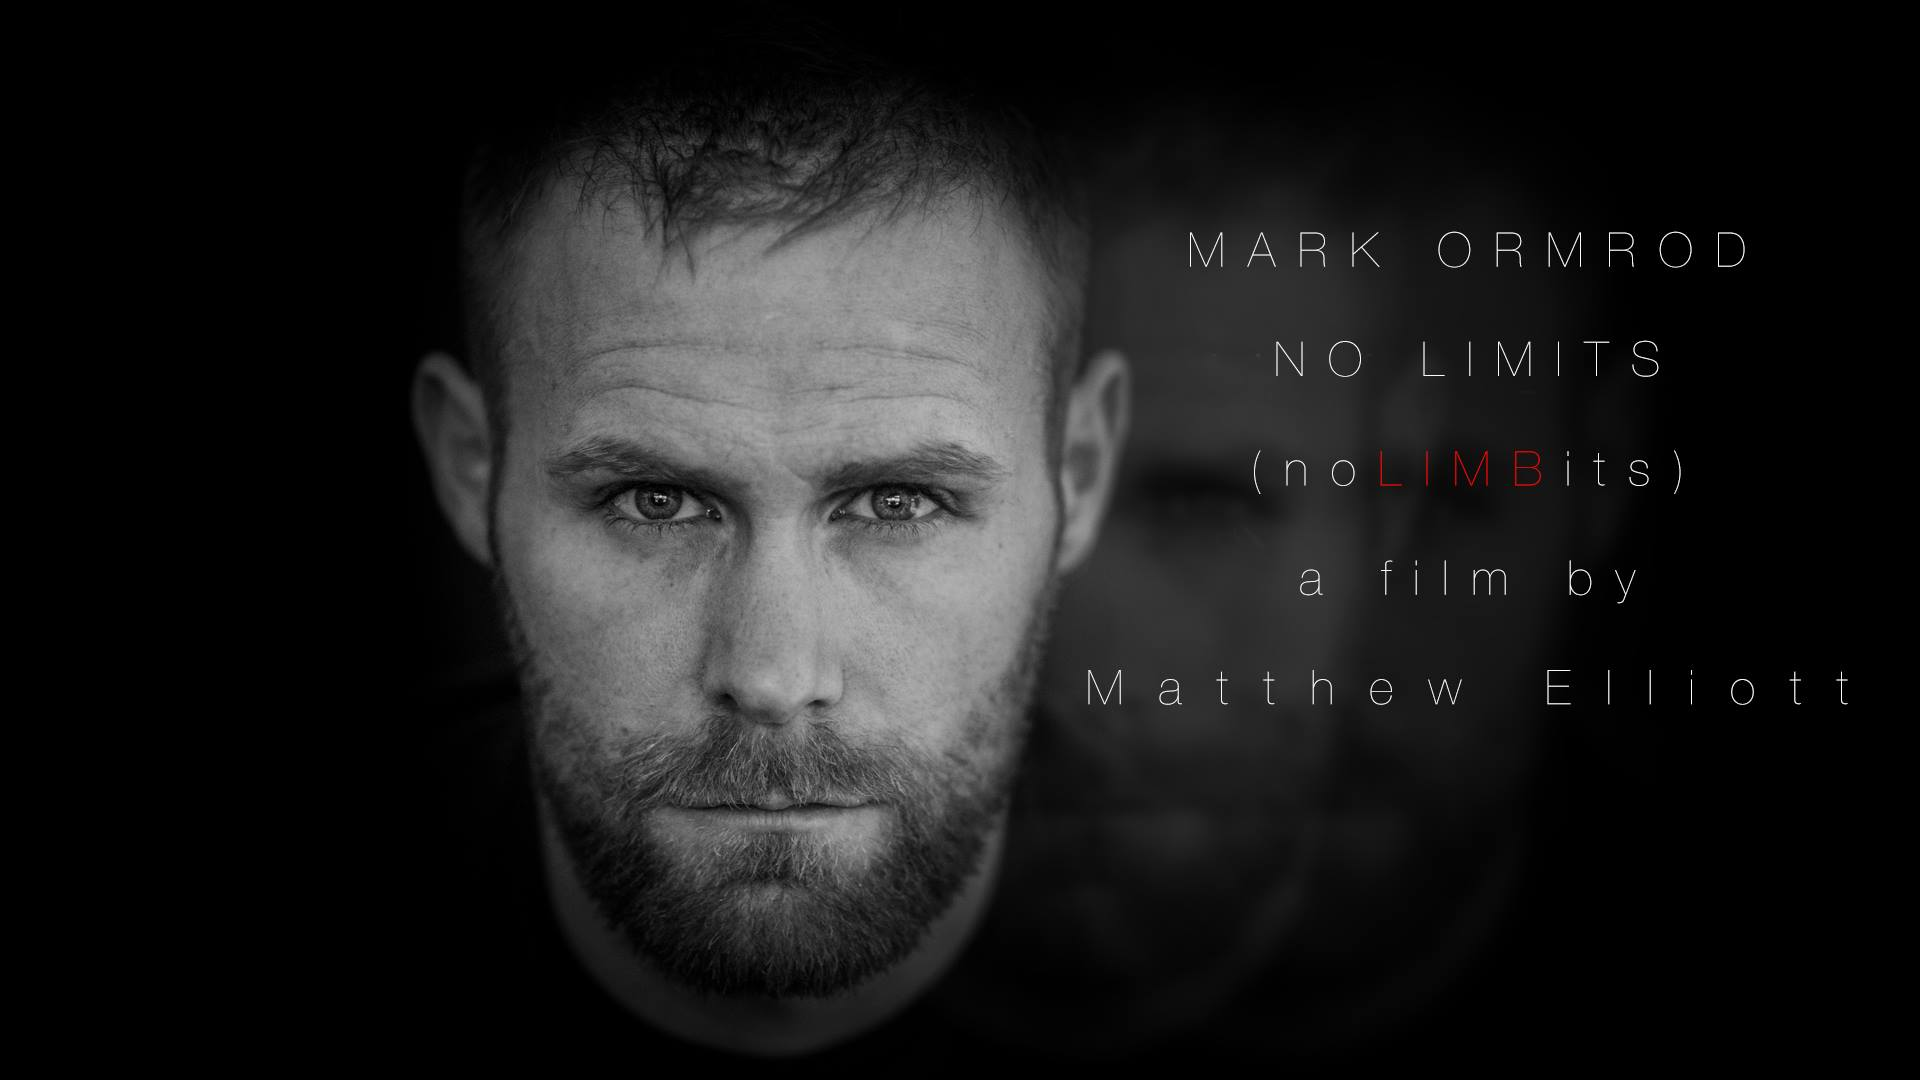 MARK ORMROD
NO LIMITS
(noLIMBits)
a film by
Matthew Elliott